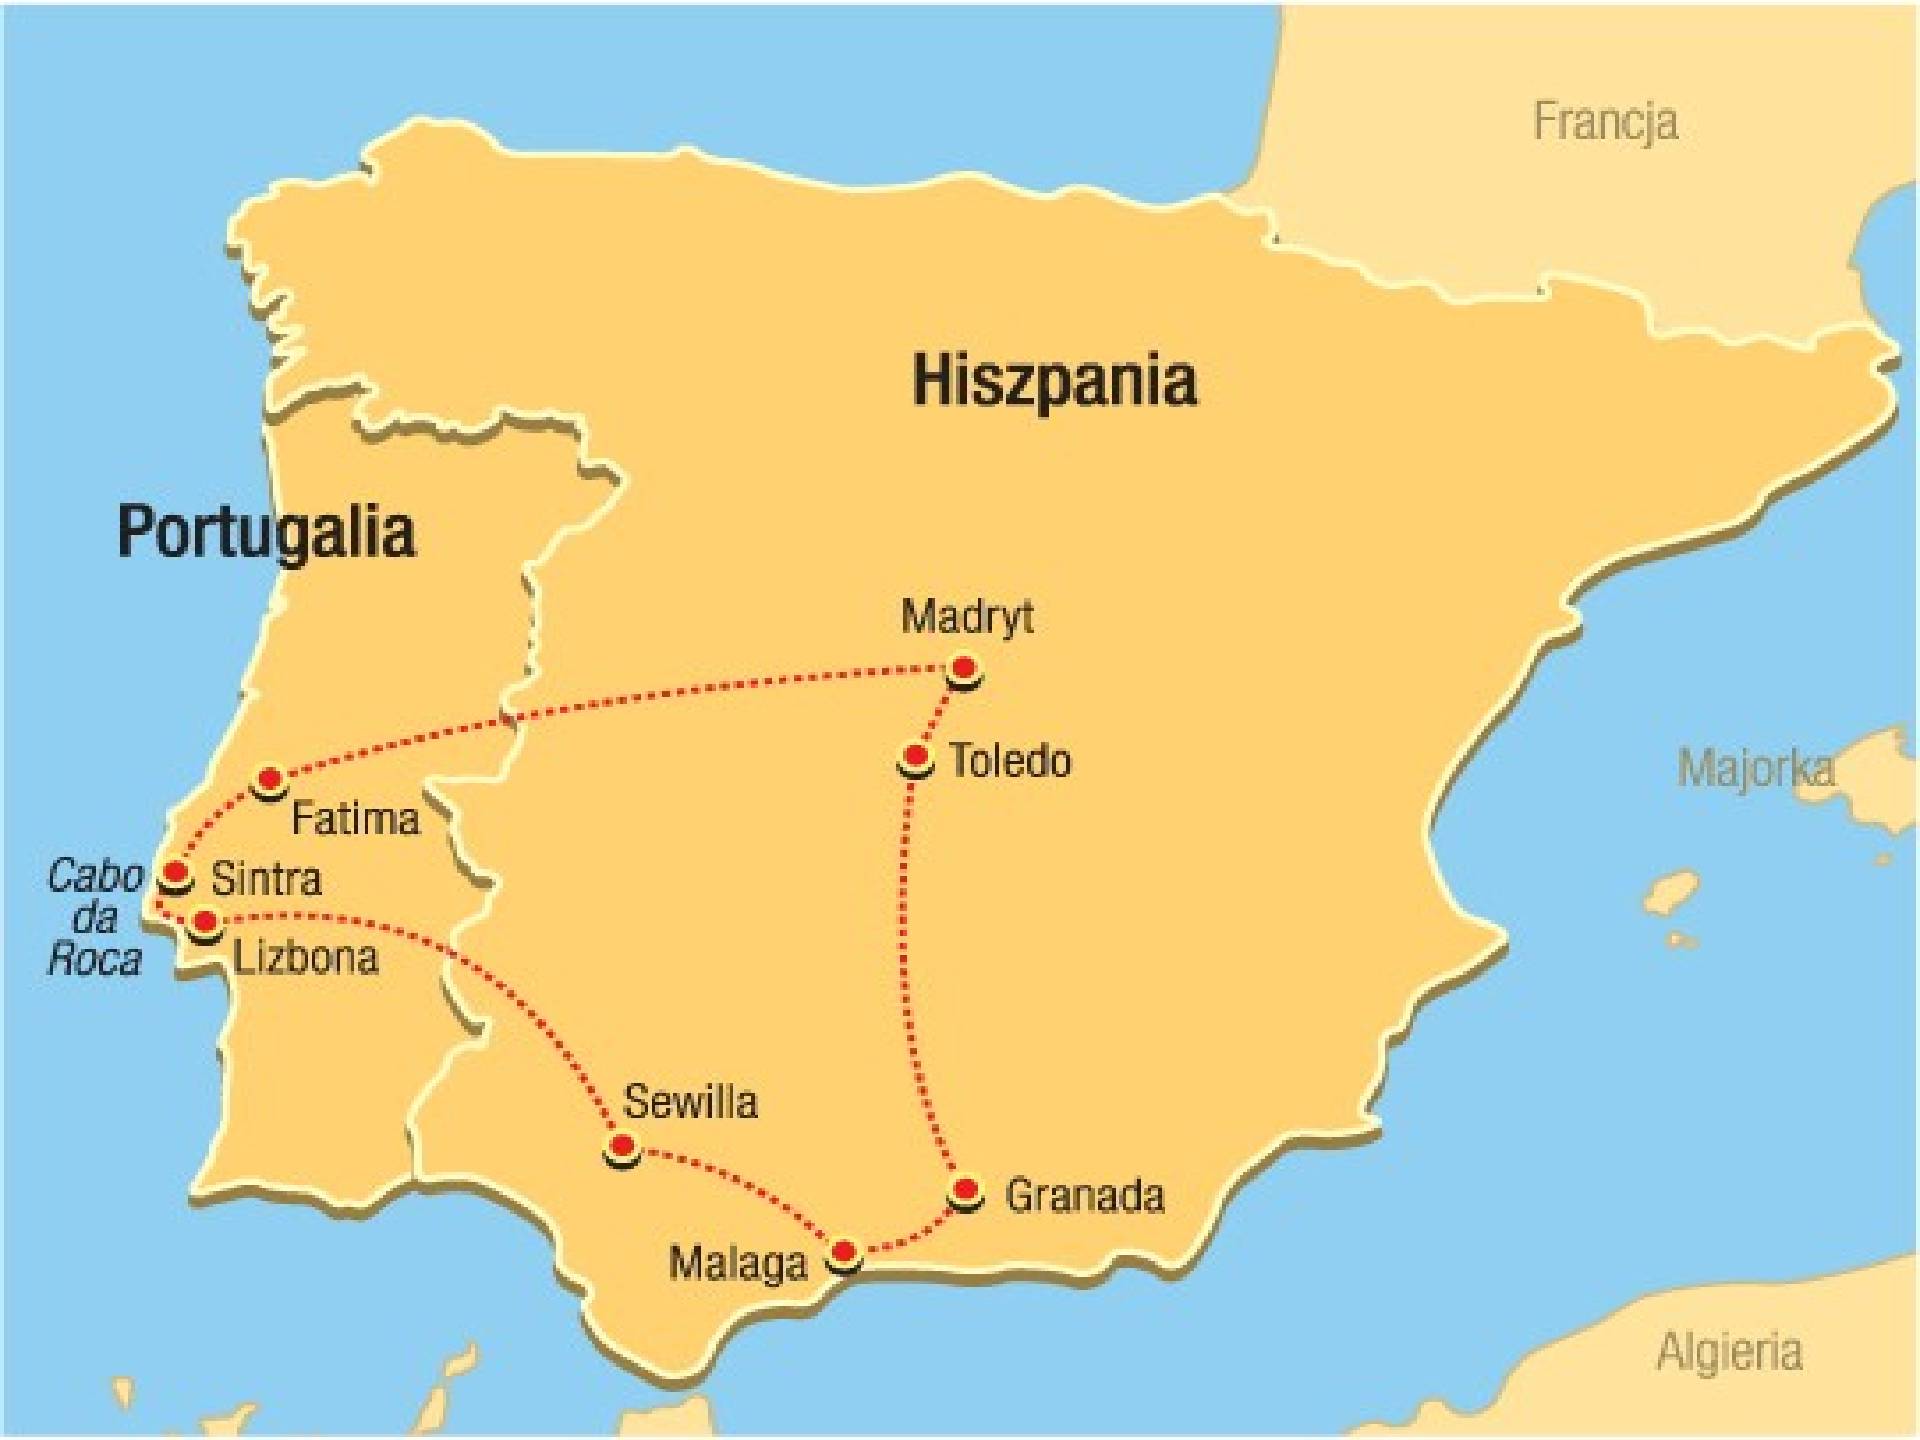 Francja
Hiszpania
Portugalia
Madryt
Toledo
Majorka
Fatima
Cabo
da
Roca
Sintra
Lizbona
Sewilla
Granada
Malaga
Algieria